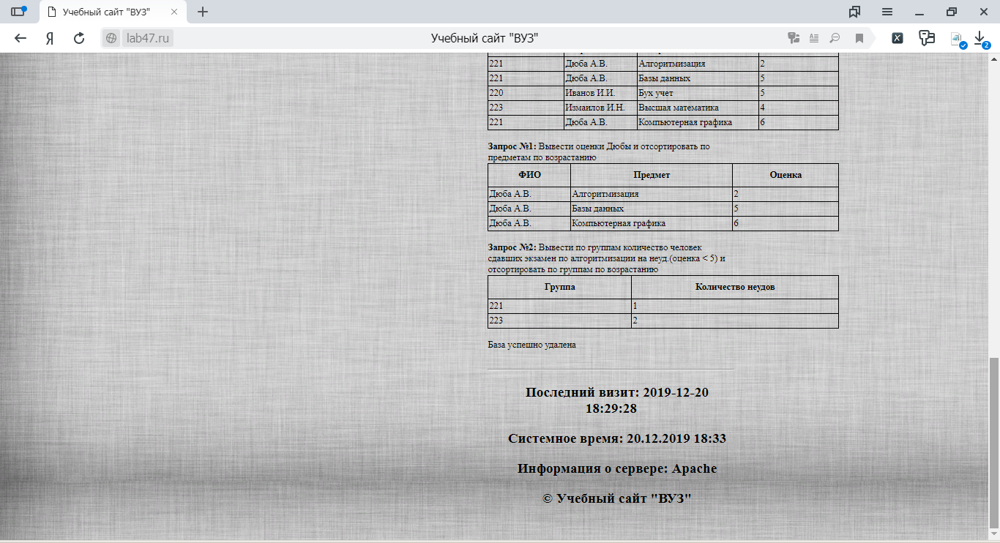 Учебный сайт "ВУЗ"
Я lab47.ru Учебный сайт "ВУЗ" 2
221 Дюба А.В. Алгоритмизация 2
221 Дюба А.В. Базы данных 5
220 Иванов И.И. Бух учет 5
223 Измаилов И.Н. Высшая математика 4
221 Дюба А.В. Компьютерная графика 6
Запрос №1: Вывести оценки Дюбы и отсортировать по
предметам по возрастанию
ФИО Предмет Оценка
Дюба А.В. Алгоритмизация 2
Дюба А.В. Базы данных 5
Дюба А.В. Компьютерная графика 6
Запрос №2: Вывести по группам количество человек
сдавших экзамен по алгоритмизации на неуд.(оценка < 5) и
отсортировать по группам по возрастанию
Группа Количество неудов
221 1
223 2
База успешно удалена
Последний визит: 2019-12-20
18:29:28
Системное время: 20.12.2019 18:33
Информация о сервере: Apache
© Учебный сайт "ВУЗ"